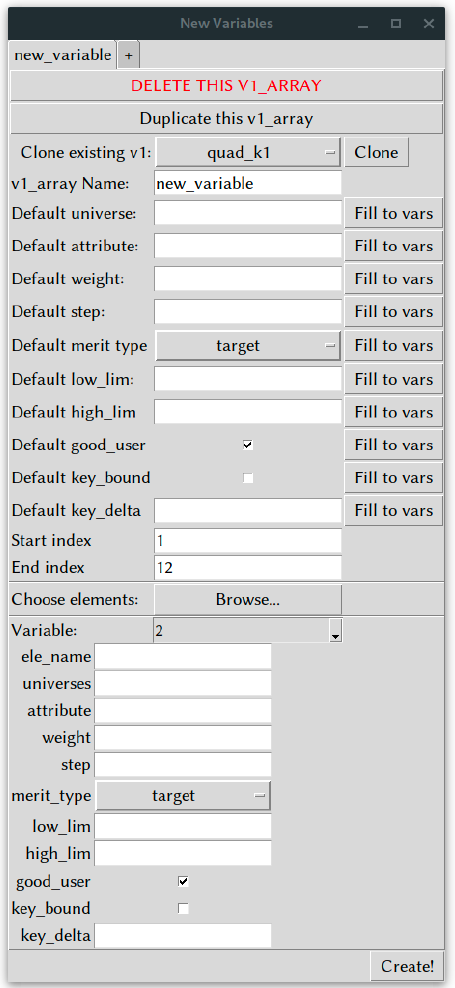 New Variables
new_variable +
DELETE THIS V1_ARRAY
Duplicate this v1_array
Clone existing v1: quad_k1 Clone
v1_array Name: new_variable
Default universe: Fill to vars
Default attribute: Fill to vars
Default weight: Fill to vars
Default step: Fill to vars
Default merit type target Fill to vars
Default low_lim: Fill to vars
Default high_lim Fill to vars
Default good_user Fill to vars
Default key_bound Fill to vars
Default key_delta Fill to vars
Start index 1
End index 12
Choose elements: Browse...
Variable: 2
ele_name
universes
attribute
weight
step
merit_type target
low_lim
high_lim
good_user
key_bound
key_delta
Create!